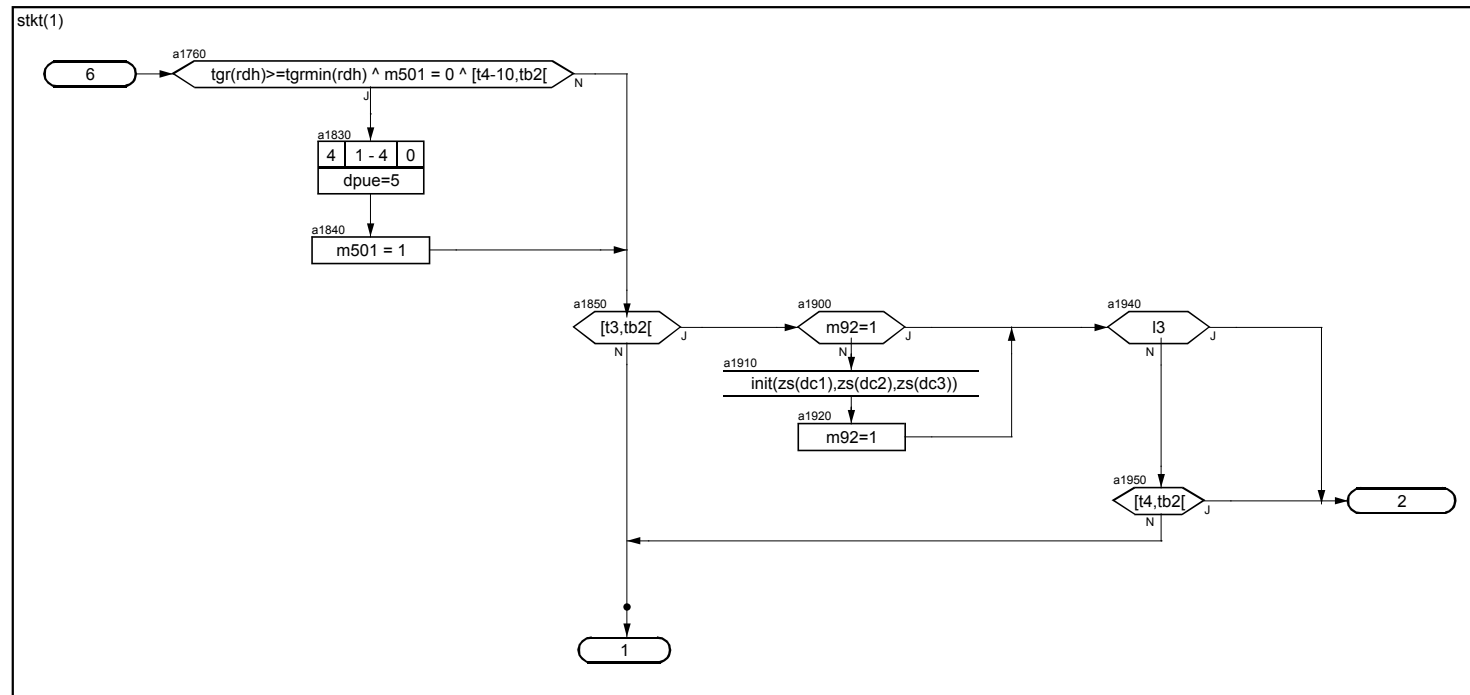 stkt(1)
a1760
6
tgr(rdh)>=tgrmin(rdh) ^ m501 = 0 ^ [t4-10,tb2[
N
J
a1830
4 1 - 4 0
dpue=5
a1840
m501 = 1
a1850
[t3,tb2[
J
N
a1900
m92=1
J
N
a1910
init(zs(dc1),zs(dc2),zs(dc3))
a1920
m92=1
a1940
l3
J
N
a1950
[t4,tb2[
J
N
2
1